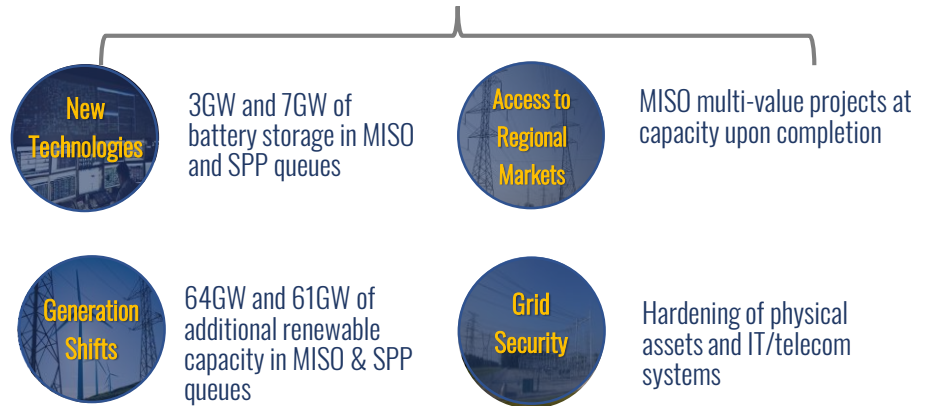 New
Technologies
3GW and 7GW of
battery storage in MISO
and SPP queues
Access to
Regional
Markets
MISO multi-value projects at
capacity upon completion
Generation
Shifts
64GW and 61GW of
additional renewable
capacity in MISO & SPP
queues
Grid
Security
Hardening of physical
assets and IT/telecom
systems